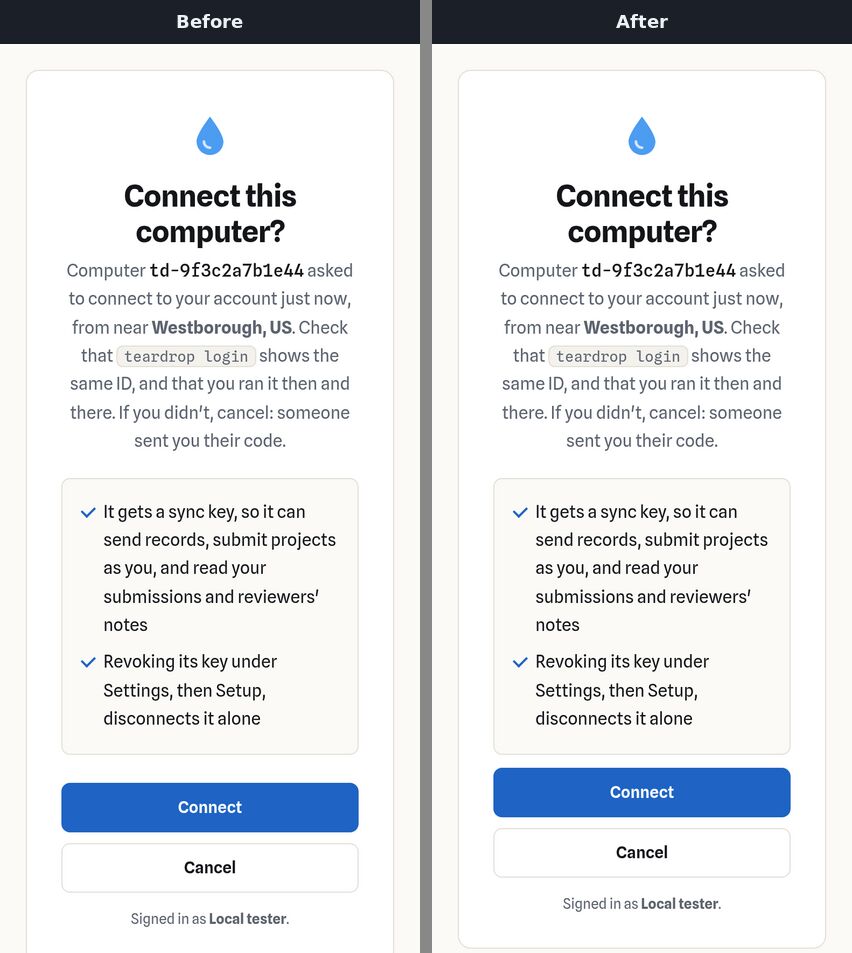 Before
Connect this
computer?
Computer td-9f3c2a7b1e44 asked
to connect to your account just now,
from near Westborough, US. Check
that teardrop login shows the
same ID, and that you ran it then and
there. If you didn't, cancel: someone
sent you their code.
It gets a sync key, so it can
send records, submit projects
as you, and read your
submissions and reviewers'
notes
Revoking its key under
Settings, then Setup,
disconnects it alone
Connect
Cancel
Signed in as Local tester.
After
Connect this
computer?
Computer td-9f3c2a7b1e44 asked
to connect to your account just now,
from near Westborough, US. Check
that teardrop login shows the
same ID, and that you ran it then and
there. If you didn't, cancel: someone
sent you their code.
It gets a sync key, so it can
send records, submit projects
as you, and read your
submissions and reviewers'
notes
Revoking its key under
Settings, then Setup,
disconnects it alone
Connect
Cancel
Signed in as Local tester.